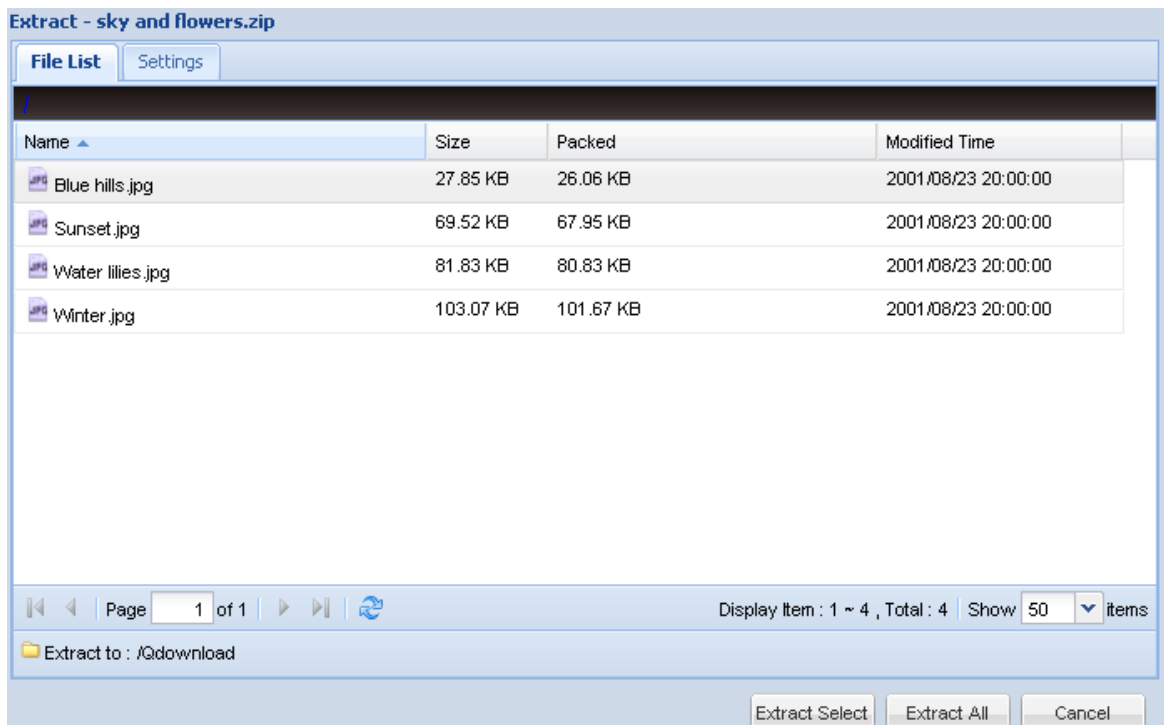 Extract - sky and flowers.zip
File List Settings
/
Name Size Packed Modified Time
JPG Blue hills.jpg 27.85 KB 26.06 KB 2001/08/23 20:00:00
JPG Sunset.jpg 69.52 KB 67.95 KB 2001/08/23 20:00:00
JPG Water lilies.jpg 81.83 KB 80.83 KB 2001/08/23 20:00:00
JPG Winter.jpg 103.07 KB 101.67 KB 2001/08/23 20:00:00
Page 1 of 1 Display Item : 1 ~ 4 , Total : 4 Show 50 items
Extract to : /Qdownload
Extract Select Extract All Cancel